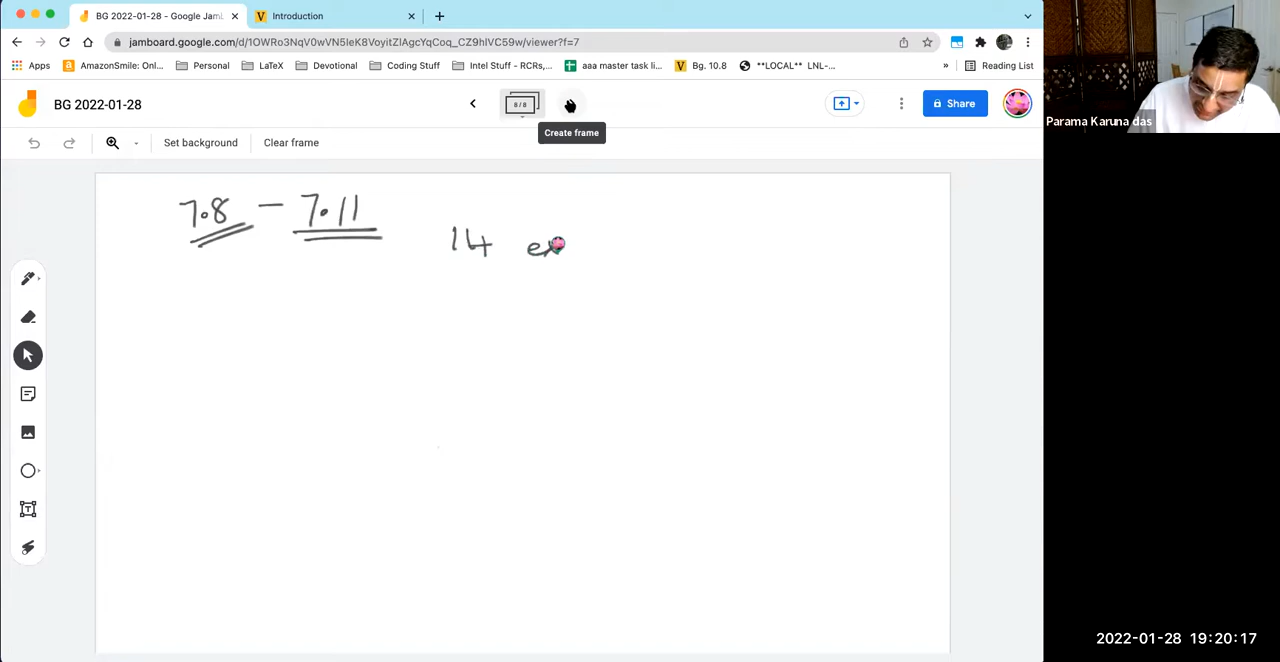 BG 2022-01-28 - Google Jam
Introduction
jamboard.google.com/d/1OWRo3NqV0wVN5leK8VoyitZlAgcYqCoq_CZ9hlVC59w/viewer?f=7
Apps AmazonSmile: Onl... Personal LaTeX Devotional Coding Stuff Intel Stuff - RCRs,... aaa master task li... Bg. 10.8 **LOCAL** LNL-... » Reading List
BG 2022-01-28
8 / 8
Share
Create frame
Parama Karuna das
Set background Clear frame
7.8 - 7.11
14 ex
2022-01-28 19:20:17